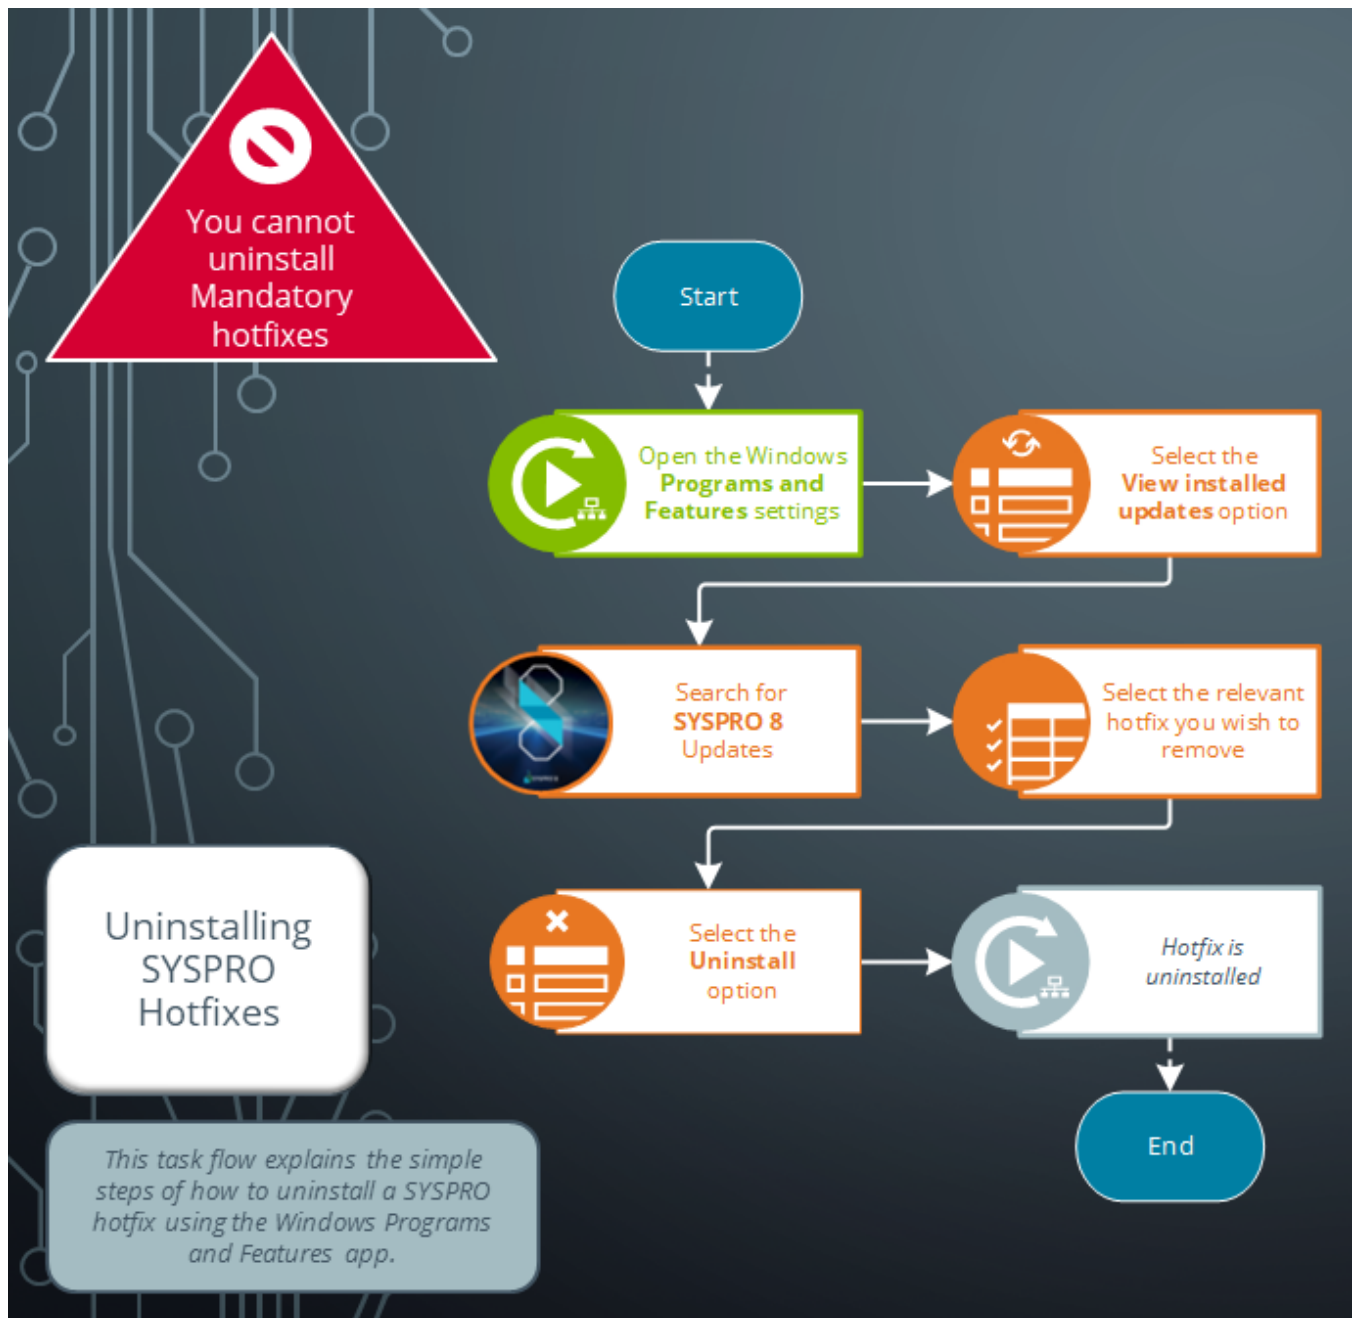 You cannot
uninstall
Mandatory
hotfixes
Start
Open the Windows
Programs and
Features settings
Select the
View installed
updates option
Search for
SYSPRO 8
Updates
Select the relevant
hotfix you wish to
remove
Select the
Uninstall
option
Hotfix is
uninstalled
End
Uninstalling
SYSPRO
Hotfixes
This task flow explains the simple
steps of how to uninstall a SYSPRO
hotfix using the Windows Programs
and Features app.